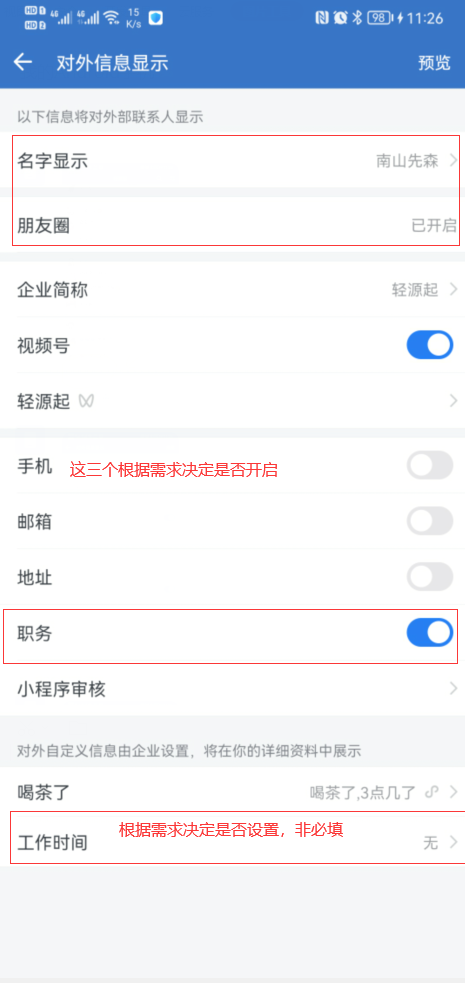 HD 1 4G 4G 15 K/s 98 11:26
HD 2
对外信息显示 预览
以下信息将对外部联系人显示
名字显示 南山先森
朋友圈 已开启
企业简称 轻源起
视频号
轻源起
手机 这三个根据需求决定是否开启
邮箱
地址
职务
小程序审核
对外自定义信息由企业设置，将在你的详细资料中展示
喝茶了 喝茶了,3点几了
根据需求决定是否设置，非必填
工作时间 无